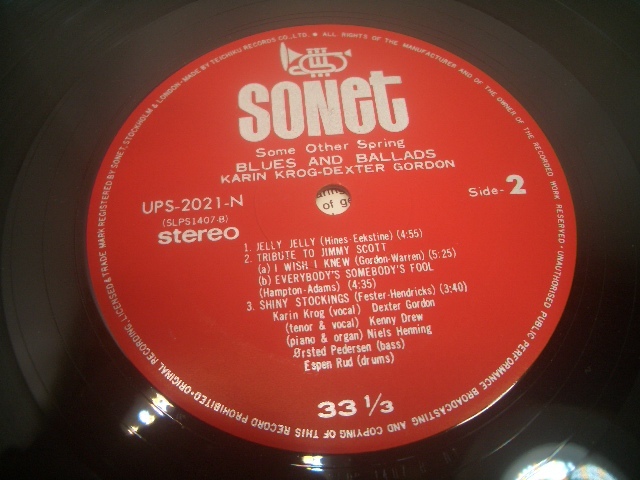 SONet
Some Other Spring
BLUES AND BALLADS
KARIN KROG-DEXTER GORDON
UPS-2021-N
(SLPS1407-B)
stereo
Side-2
1. JELLY JELLY (Hines-Eekstine) (4:55)
2. TRIBUTE TO JIMMY SCOTT
(a) I WISH I KNEW (Gordon-Warren) (5:25)
(b) EVERYBODY'S SOMEBODY'S FOOL
(Hampton-Adams) (4:35)
3. SHINY STOCKINGS (Fester-Hendricks) (3:40)
Karin Krog (vocal) Dexter Gordon
(tenor & vocal) Kenny Drew
(piano & organ) Niels Henning
Ørsted Pedersen (bass)
Espen Rud (drums)
33 1/3
ORIGINAL RECORDING LICENSED & TRADE MARK REGISTERED BY SONET, STOCKHOLM & LONDON • MADE BY TEICHIKU RECORDS CO., LTD. • ALL RIGHTS OF THE MANUFACTURER AND OF THE OWNER OF THE RECORDED WORK RESERVED • UNAUTHORISED PUBLIC PERFORMANCE BROADCASTING AND COPYING OF THIS RECORD PROHIBITED •
of